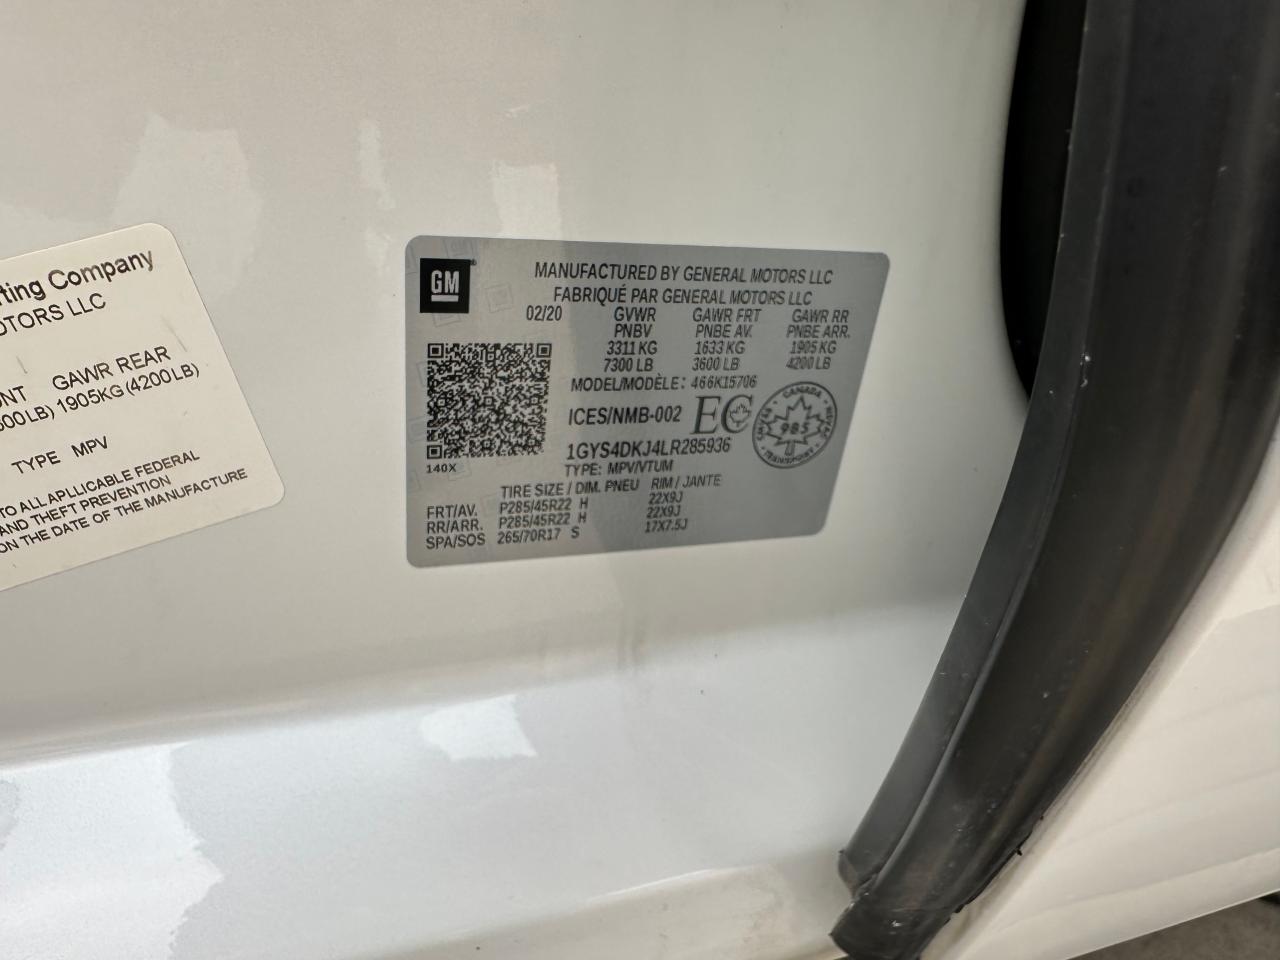 fting Company
OTORS LLC
NT GAWR REAR
00LB) 1905KG (4200LB)
TYPE MPV
TO ALL APLLICABLE FEDERAL
AND THEFT PREVENTION
ON THE DATE OF THE MANUFACTURE
GM
MANUFACTURED BY GENERAL MOTORS LLC
FABRIQUÉ PAR GENERAL MOTORS LLC
02/20 GVWR GAWR FRT GAWR RR
PNBV PNBE AV. PNBE ARR.
3311 KG 1633 KG 1905 KG
7300 LB 3600 LB 4200 LB
MODEL/MODÈLE: 466K15706
ICES/NMB-002 EC
CANADA
985
1GYS4DKJ4LR285936
140X
TYPE: MPV/VTUM
TIRE SIZE / DIM. PNEU RIM / JANTE
FRT/AV. P285/45R22 H 22X9J
RR/ARR. P285/45R22 H 22X9J
SPA/SOS 265/70R17 S 17X7.5J